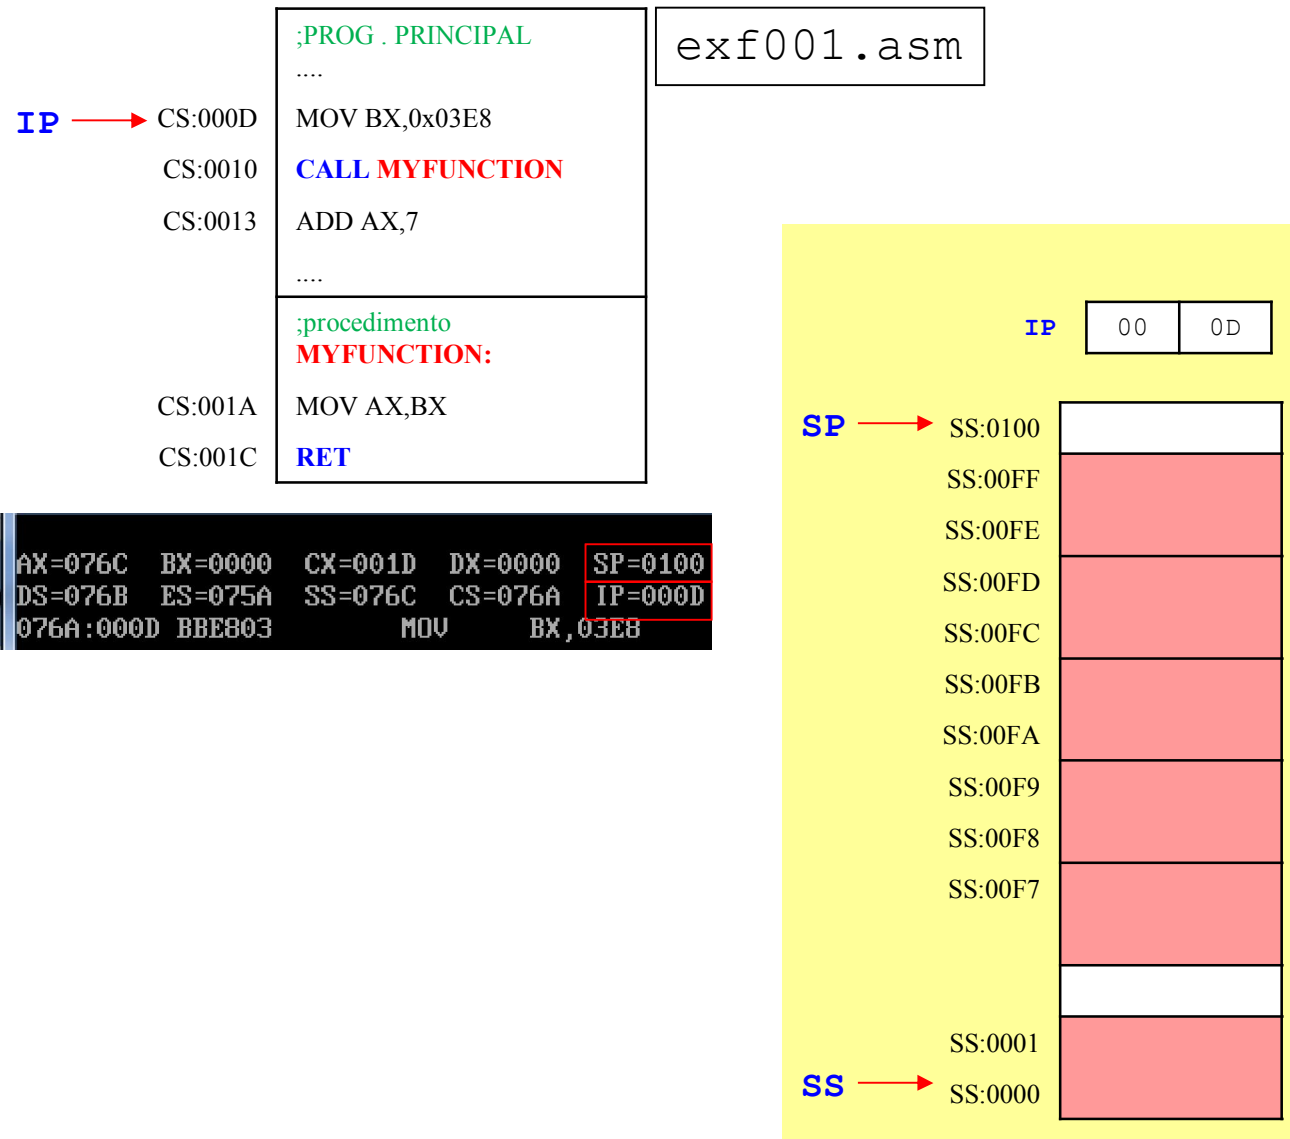 ;PROG . PRINCIPAL
....
exf001.asm
IP
CS:000D MOV BX,0x03E8
CS:0010 CALL MYFUNCTION
CS:0013 ADD AX,7
....
;procedimento
MYFUNCTION:
CS:001A MOV AX,BX
CS:001C RET
AX=076C BX=0000 CX=001D DX=0000 SP=0100
DS=076B ES=075A SS=076C CS=076A IP=000D
076A:000D BBE803 MOV BX,03E8
IP 00 0D
SP SS:0100
SS:00FF
SS:00FE
SS:00FD
SS:00FC
SS:00FB
SS:00FA
SS:00F9
SS:00F8
SS:00F7
SS:0001
SS SS:0000